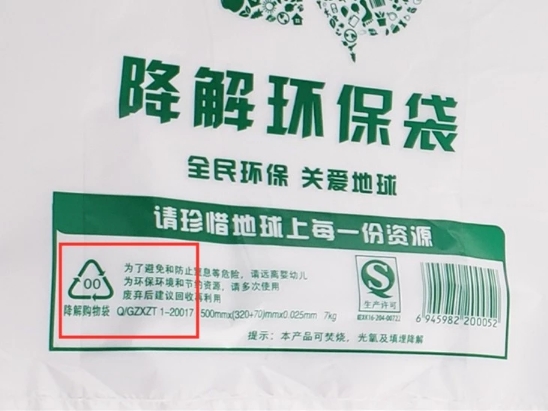 降解环保袋
全民环保 关爱地球
请珍惜地球上每一份资源
00
降解购物袋
为了避免和防止窒息等危险，请远离婴幼儿
为环保环境和节约资源，请多次使用
废弃后建议回收再利用
Q/GZXZT 1-20017 500mmx(320+70)mmx0.025mm 7kg
提示：本产品可焚烧，光氧及填埋降解
生产许可
6 945982 200052